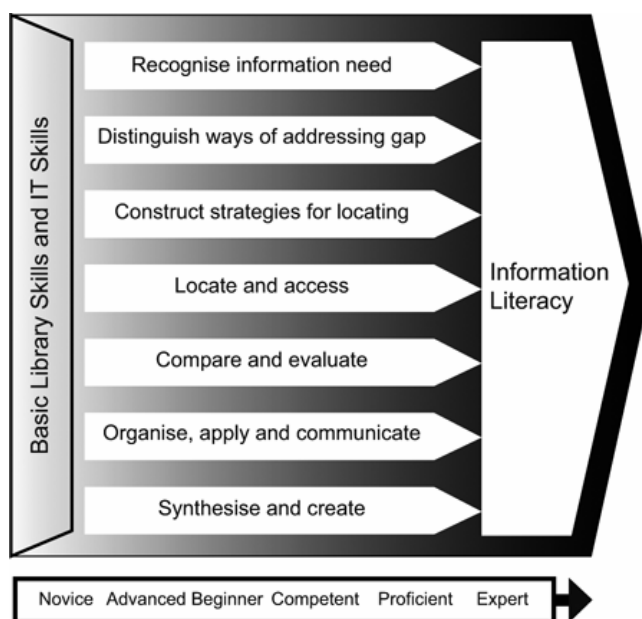 Basic Library Skills and IT Skills
Recognise information need
Distinguish ways of addressing gap
Construct strategies for locating
Locate and access
Compare and evaluate
Organise, apply and communicate
Synthesise and create
Information
Literacy
Novice Advanced Beginner Competent Proficient Expert